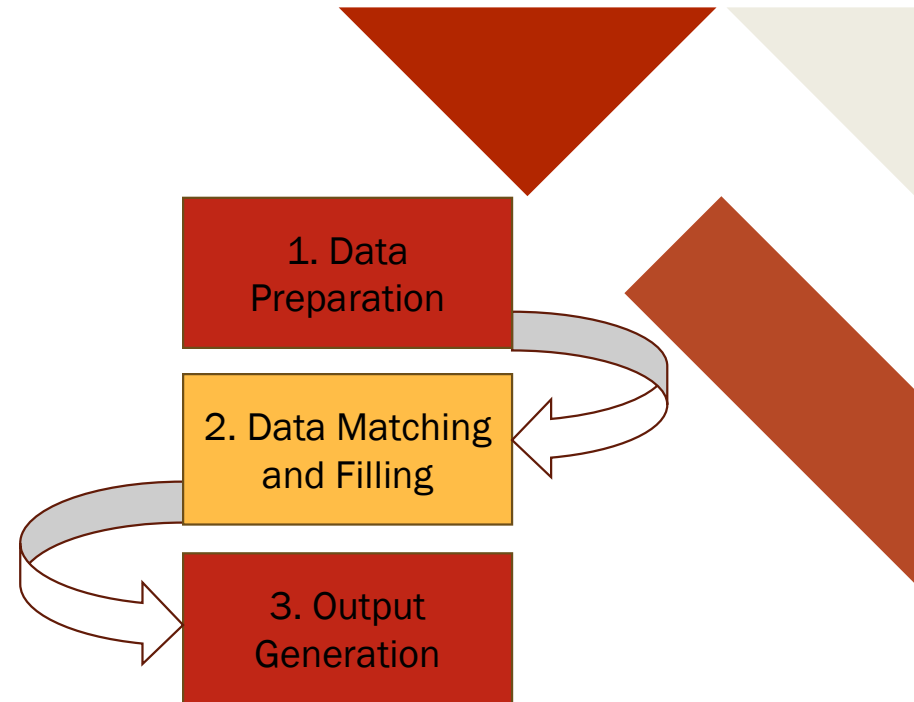 1. Data
Preparation
2. Data Matching
and Filling
3. Output
Generation